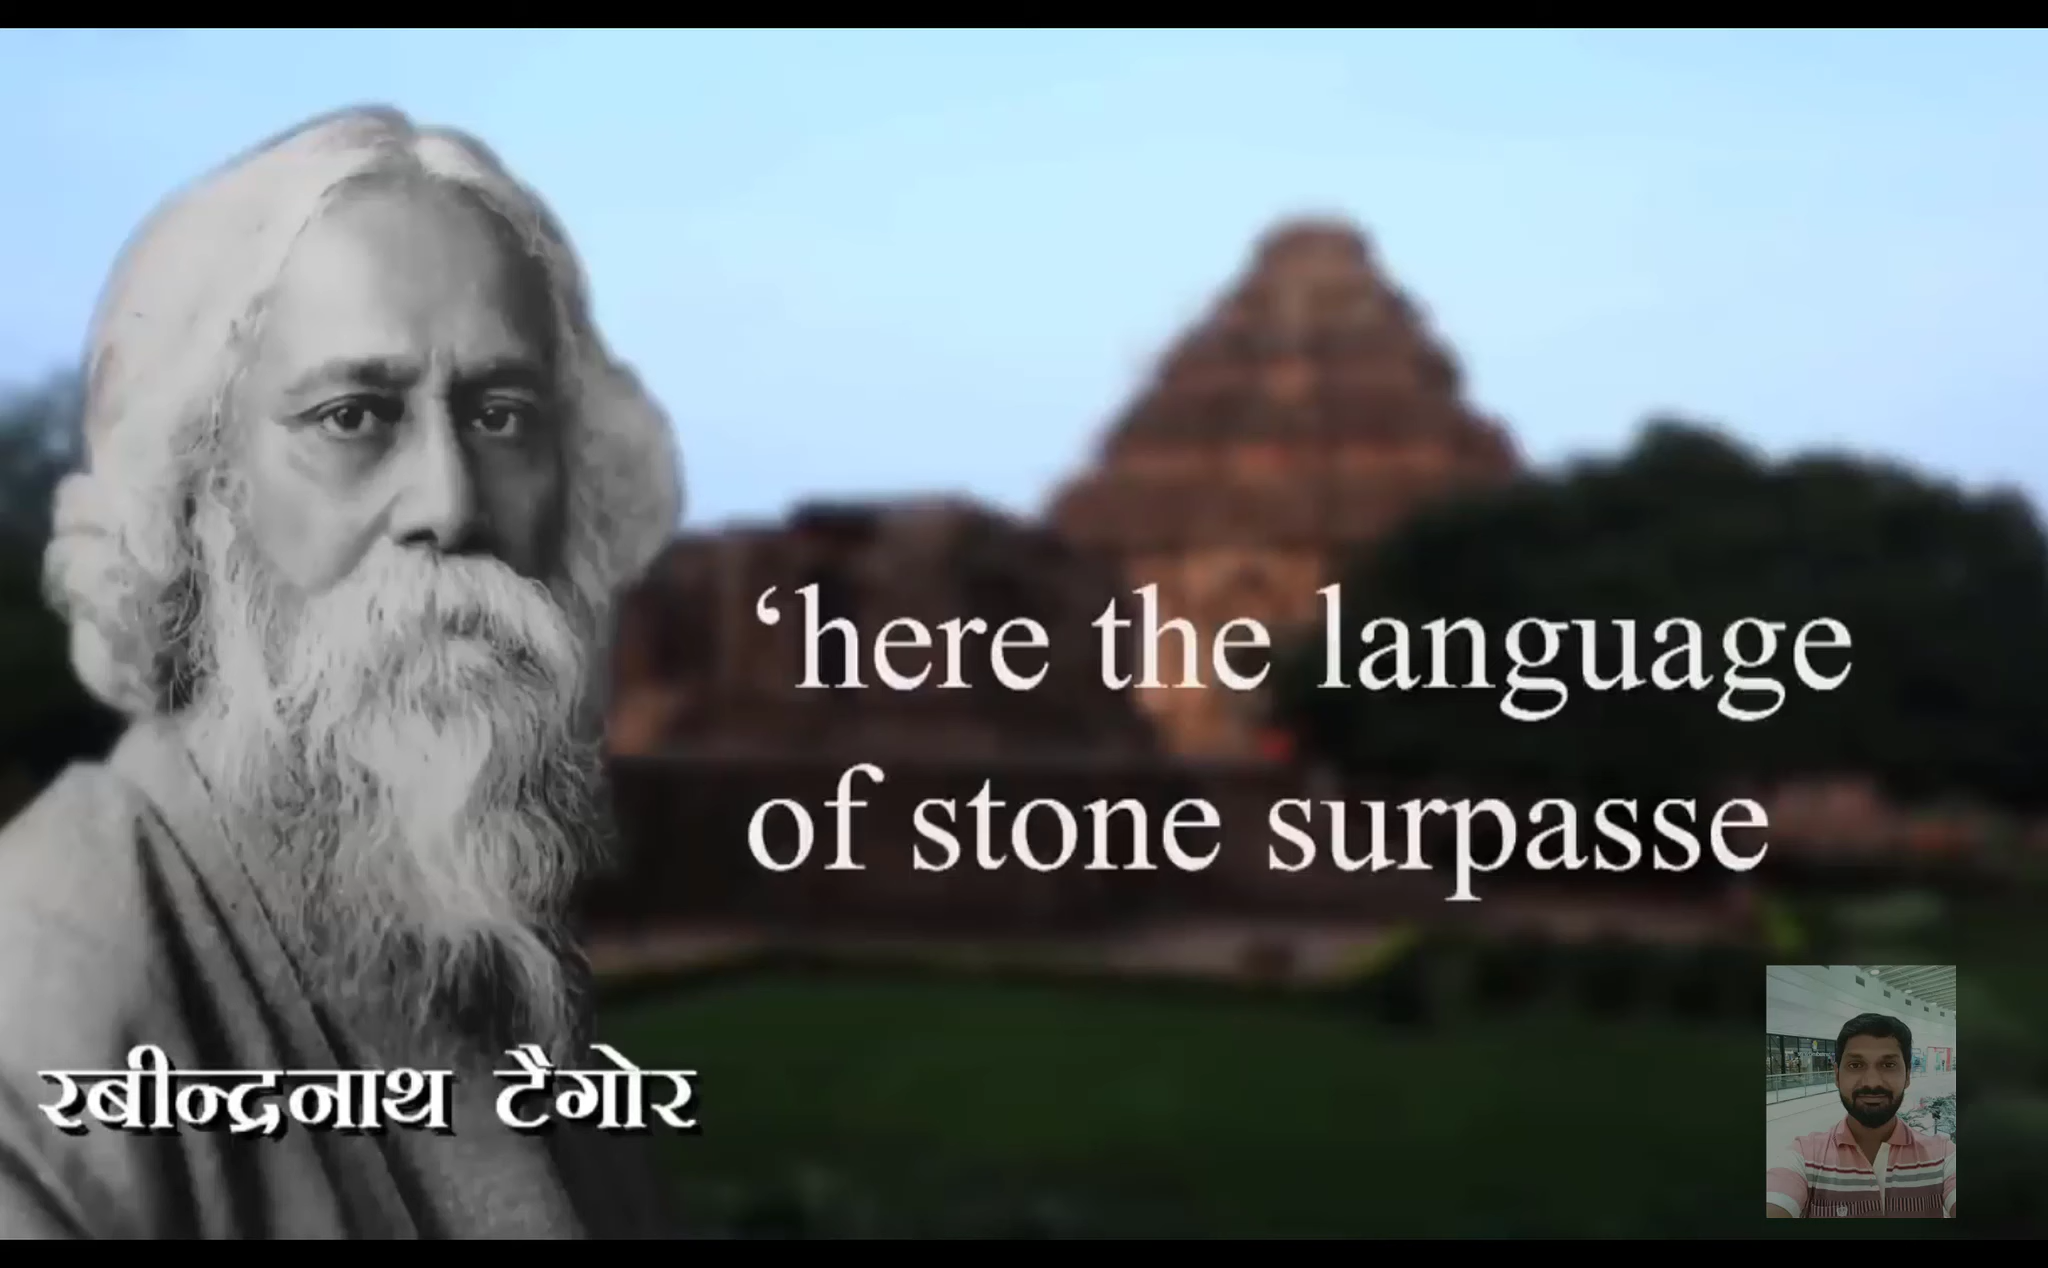 ‘here the language
of stone surpasse
रबीन्द्रनाथ टैगोर